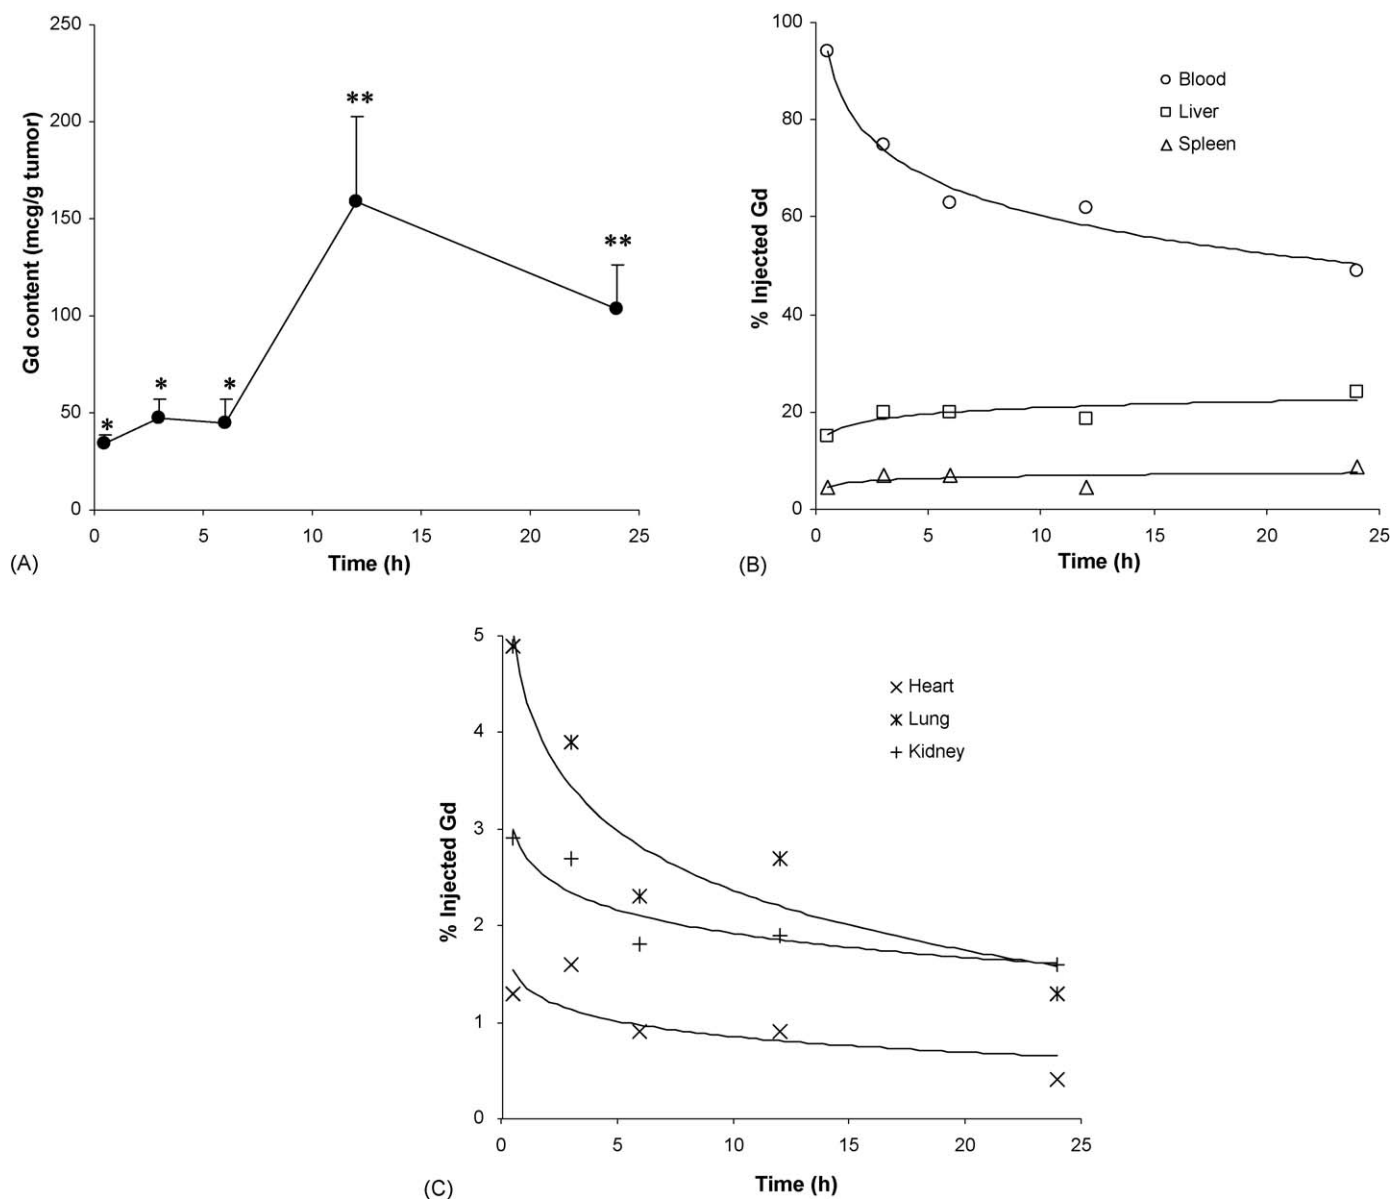 250
200
150
100
50
0
Gd content (mcg/g tumor)
*
*
*
**
**
0 5 10 15 20 25
Time (h)
(A)
100
80
60
40
20
0
% Injected Gd
Blood
Liver
Spleen
0 5 10 15 20 25
Time (h)
(B)
5
4
3
2
1
0
% Injected Gd
Heart
Lung
Kidney
0 5 10 15 20 25
Time (h)
(C)